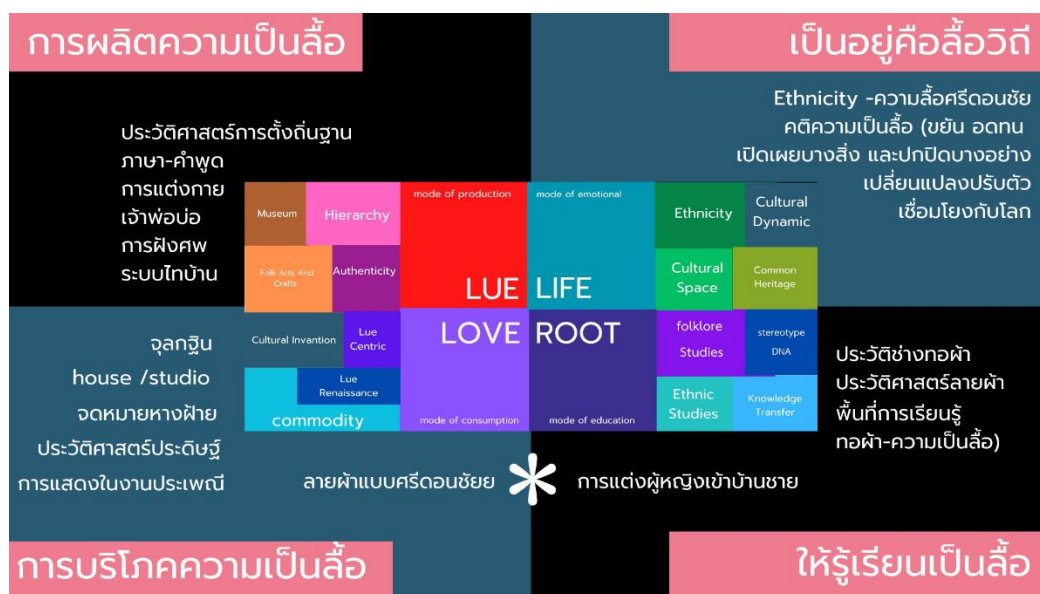 การผลิตความเป็นลื้อ
เป็นอยู่คือลื้อวิถี
ประวัติศาสตร์การตั้งถิ่นฐาน
ภาษา-คำพูด
การแต่งกาย
เจ้าพ่อบ่อ
การฝังศพ
ระบบไทบ้าน
Ethnicity -ความลื้อศรีดอนชัย
คติความเป็นลื้อ (ขยัน อดทน
เปิดเผยบางสิ่ง และปกปิดบางอย่าง
เปลี่ยนแปลงปรับตัว
เชื่อมโยงกับโลก
Museum
Hierarchy
Folk Arts And
Crafts
Authenticity
mode of production
LUE
mode of emotional
LIFE
Ethnicity
Cultural
Dynamic
Cultural
Space
Common
Heritage
Cultural Invantion
Lue
Centric
Lue
Renaissance
commodity
LOVE
mode of consumption
ROOT
mode of education
folklore
Studies
stereotype
DNA
Ethnic
Studies
Knowledge
Transfer
จุลกฐิน
house /studio
จดหมายหางฝ้าย
ประวัติศาสตร์ประดิษฐ์
การแสดงในงานประเพณี
ประวัติช่างทอผ้า
ประวัติศาสตร์ลายผ้า
พื้นที่การเรียนรู้
ทอผ้า-ความเป็นลื้อ)
ลายผ้าแบบศรีดอนชัยย * การแต่งผู้หญิงเข้าบ้านชาย
การบริโภคความเป็นลื้อ
ให้รู้เรียนเป็นลื้อ